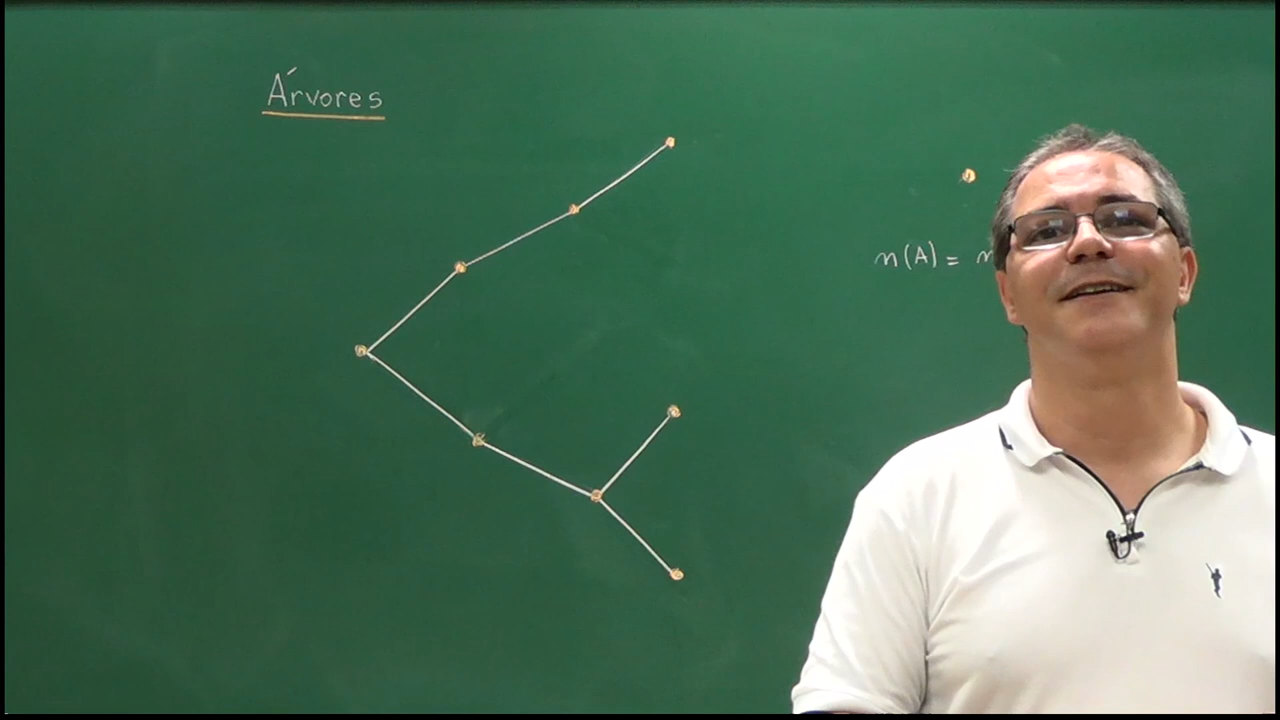 Árvores
n(A) = n